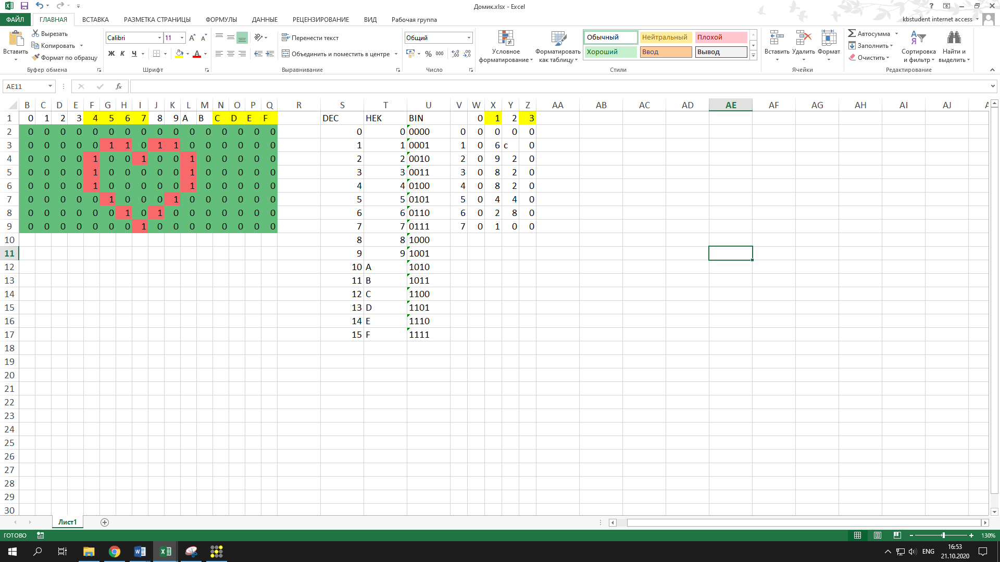 Домик.xlsx - Excel
ФАЙЛ ГЛАВНАЯ ВСТАВКА РАЗМЕТКА СТРАНИЦЫ ФОРМУЛЫ ДАННЫЕ РЕЦЕНЗИРОВАНИЕ ВИД Рабочая группа kbstudent internet access
Вставить
Вырезать
Копировать
Формат по образцу
Буфер обмена
Calibri 11
Ж К Ч
Шрифт
Перенести текст
Объединить и поместить в центре
Выравнивание
Общий
% 000
Число
Условное форматирование
Форматировать как таблицу
Обычный Нейтральный Плохой
Хороший Ввод Вывод
Стили
Вставить Удалить Формат
Ячейки
Автосумма
Заполнить
Очистить
Сортировка и фильтр
Найти и выделить
Редактирование
AE11 fx
B C D E F G H I J K L M N O P Q R S T U V W X Y Z AA AB AC AD AE AF AG AH AI AJ
1 0 1 2 3 4 5 6 7 8 9 A B C D E F DEC HEK BIN 0 1 2 3
2 0 0 0 0 0 0 0 0 0 0 0 0 0 0 0 0 0 0 0000 0 0 0 0 0
3 0 0 0 0 0 1 1 0 1 1 0 0 0 0 0 0 1 1 0001 1 0 6 c 0
4 0 0 0 0 1 0 0 1 0 0 1 0 0 0 0 0 2 2 0010 2 0 9 2 0
5 0 0 0 0 1 0 0 0 0 0 1 0 0 0 0 0 3 3 0011 3 0 8 2 0
6 0 0 0 0 1 0 0 0 0 0 1 0 0 0 0 0 4 4 0100 4 0 8 2 0
7 0 0 0 0 0 1 0 0 0 1 0 0 0 0 0 0 5 5 0101 5 0 4 4 0
8 0 0 0 0 0 0 1 0 1 0 0 0 0 0 0 0 6 6 0110 6 0 2 8 0
9 0 0 0 0 0 0 0 1 0 0 0 0 0 0 0 0 7 7 0111 7 0 1 0 0
10 8 8 1000
11 9 9 1001
12 10 A 1010
13 11 B 1011
14 12 C 1100
15 13 D 1101
16 14 E 1110
17 15 F 1111
18
19
20
21
22
23
24
25
26
27
28
29
30
Лист1
ГОТОВО 130%
ENG 16:53
21.10.2020